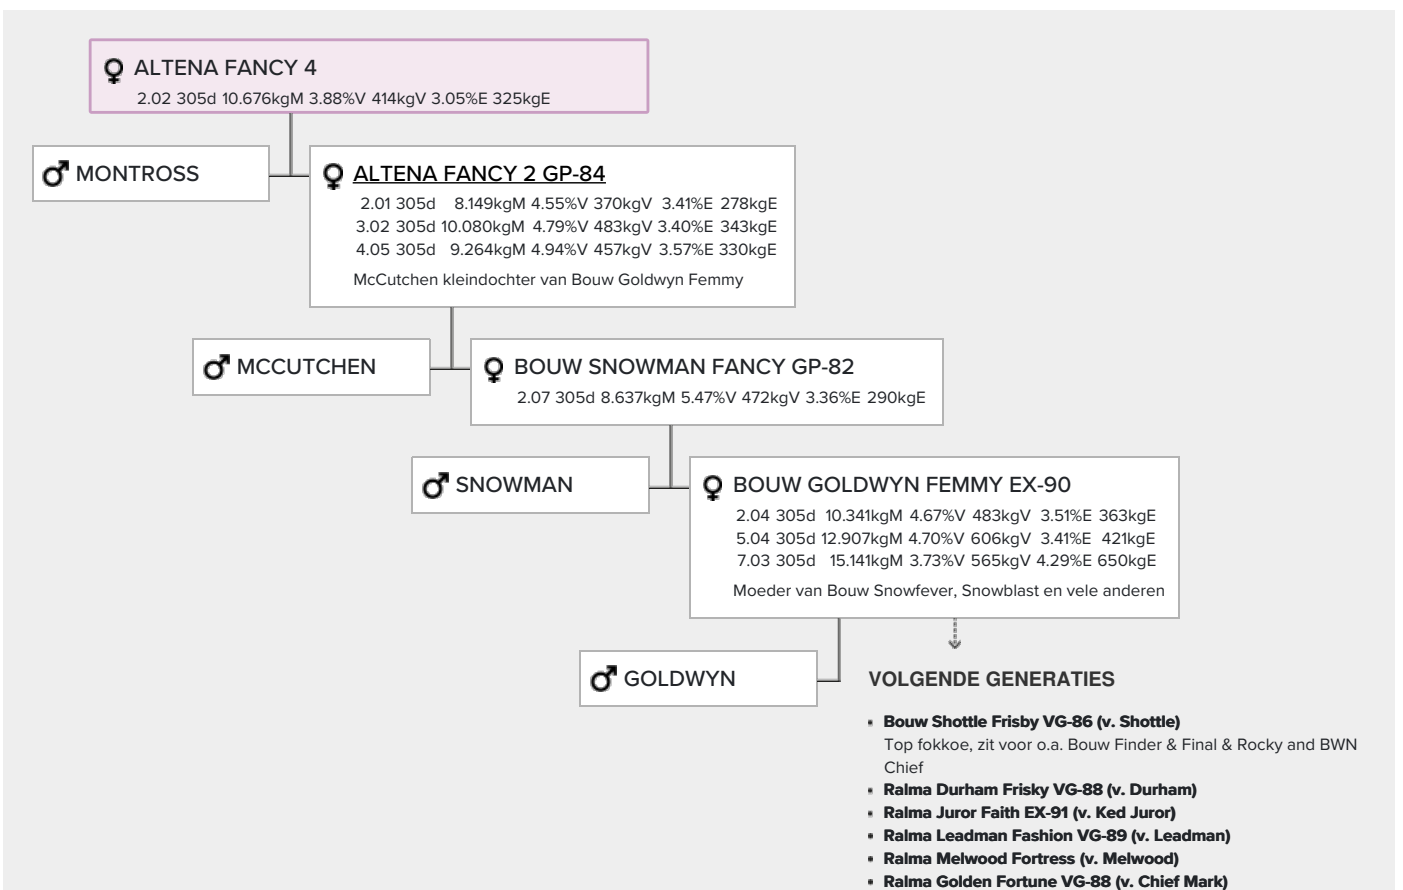 ALTENA FANCY 4
2.02 305d 10.676kgM 3.88%V 414kgV 3.05%E 325kgE
MONTROSS
ALTENA FANCY 2 GP-84
2.01 305d 8.149kgM 4.55%V 370kgV 3.41%E 278kgE
3.02 305d 10.080kgM 4.79%V 483kgV 3.40%E 343kgE
4.05 305d 9.264kgM 4.94%V 457kgV 3.57%E 330kgE
McCutchen kleindochter van Bouw Goldwyn Femmy
MCCUTCHEN
BOUW SNOWMAN FANCY GP-82
2.07 305d 8.637kgM 5.47%V 472kgV 3.36%E 290kgE
SNOWMAN
BOUW GOLDWYN FEMMY EX-90
2.04 305d 10.341kgM 4.67%V 483kgV 3.51%E 363kgE
5.04 305d 12.907kgM 4.70%V 606kgV 3.41%E 421kgE
7.03 305d 15.141kgM 3.73%V 565kgV 4.29%E 650kgE
Moeder van Bouw Snowfever, Snowblast en vele anderen
GOLDWYN
VOLGENDE GENERATIES
Bouw Shottle Frisby VG-86 (v. Shottle)
Top fokkoe, zit voor o.a. Bouw Finder & Final & Rocky and BWN
Chief
Ralma Durham Frisky VG-88 (v. Durham)
Ralma Juror Faith EX-91 (v. Ked Juror)
Ralma Leadman Fashion VG-89 (v. Leadman)
Ralma Melwood Fortress (v. Melwood)
Ralma Golden Fortune VG-88 (v. Chief Mark)